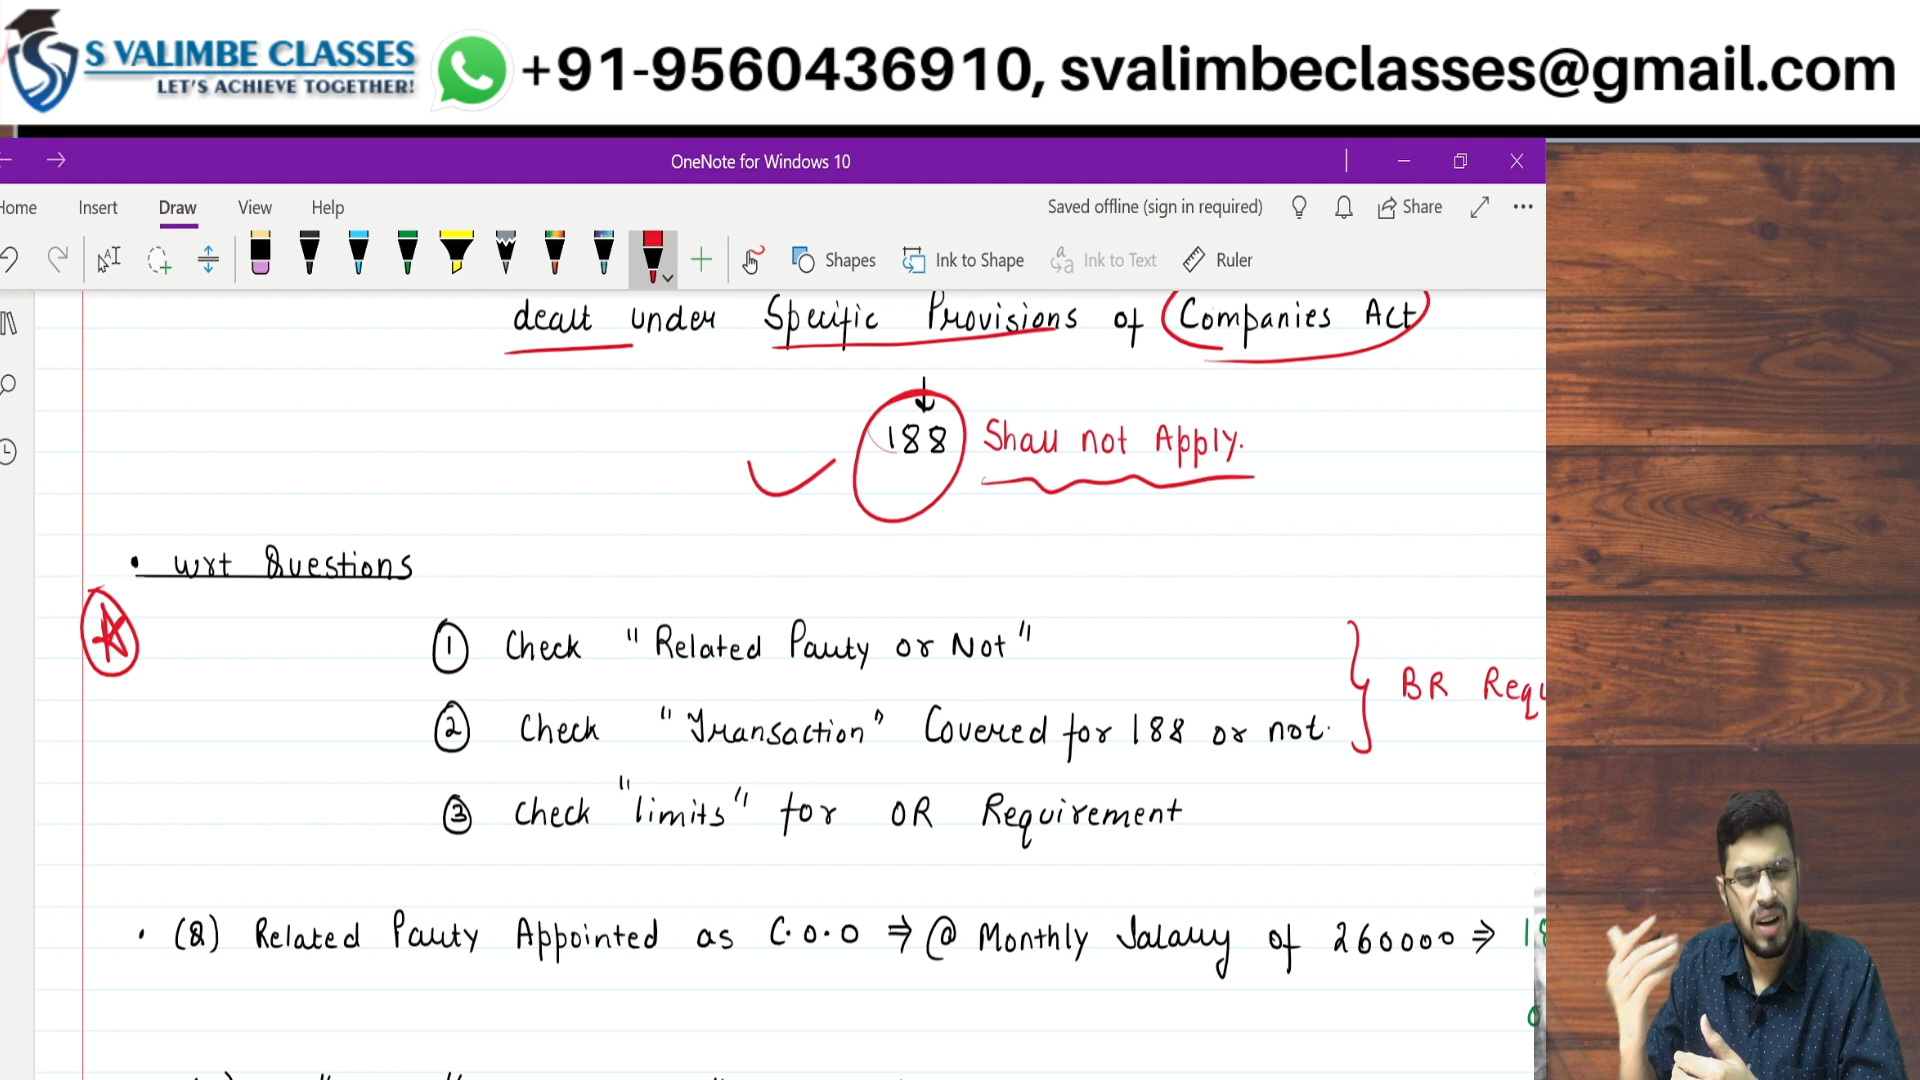 S VALIMBE CLASSES
LET'S ACHIEVE TOGETHER!
+91-9560436910, svalimbeclasses@gmail.com
OneNote for Windows 10
Home Insert Draw View Help
Saved offline (sign in required) Share
Shapes Ink to Shape Ink to Text Ruler
dealt under Specific Provisions of Companies Act
188 Shall not Apply.
• wrt Questions
① Check "Related Party or Not"
② Check "Transaction" Covered for 188 or not.
BR
③ Check "limits" for OR Requirement
• (Q) Related Party Appointed as C.O.O ⇒ @ Monthly Salary of 260000 ⇒